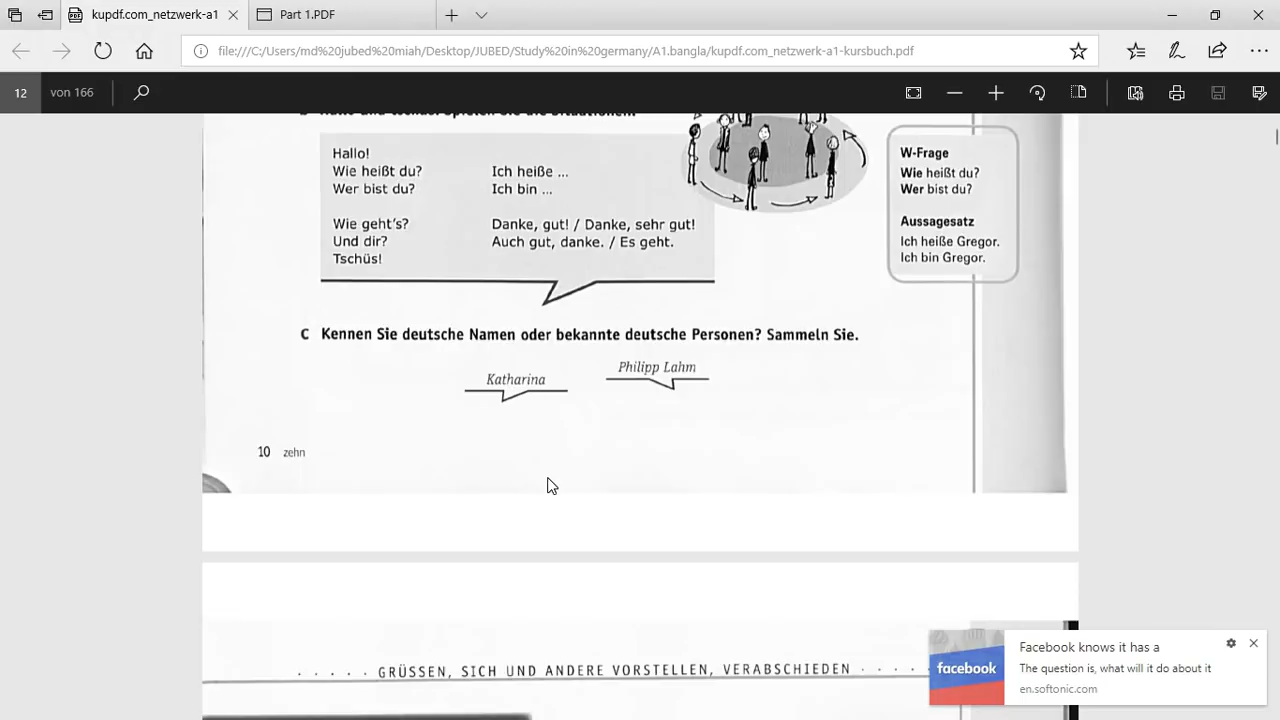 kupdf.com_netzwerk-a1
Part 1.PDF
file:///C:/Users/md%20jubed%20miah/Desktop/JUBED/Study%20in%20germany/A1.bangla/kupdf.com_netzwerk-a1-kursbuch.pdf
12 von 166
Hallo!
Wie heißt du? Ich heiße ...
Wer bist du? Ich bin ...
Wie geht's? Danke, gut! / Danke, sehr gut!
Und dir? Auch gut, danke. / Es geht.
Tschüs!
W-Frage
Wie heißt du?
Wer bist du?
Aussagesatz
Ich heiße Gregor.
Ich bin Gregor.
C Kennen Sie deutsche Namen oder bekannte deutsche Personen? Sammeln Sie.
Katharina
Philipp Lahm
10 zehn
GRÜSSEN, SICH UND ANDERE VORSTELLEN, VERABSCHIEDEN
facebook
Facebook knows it has a
The question is, what will it do about it
en.softonic.com